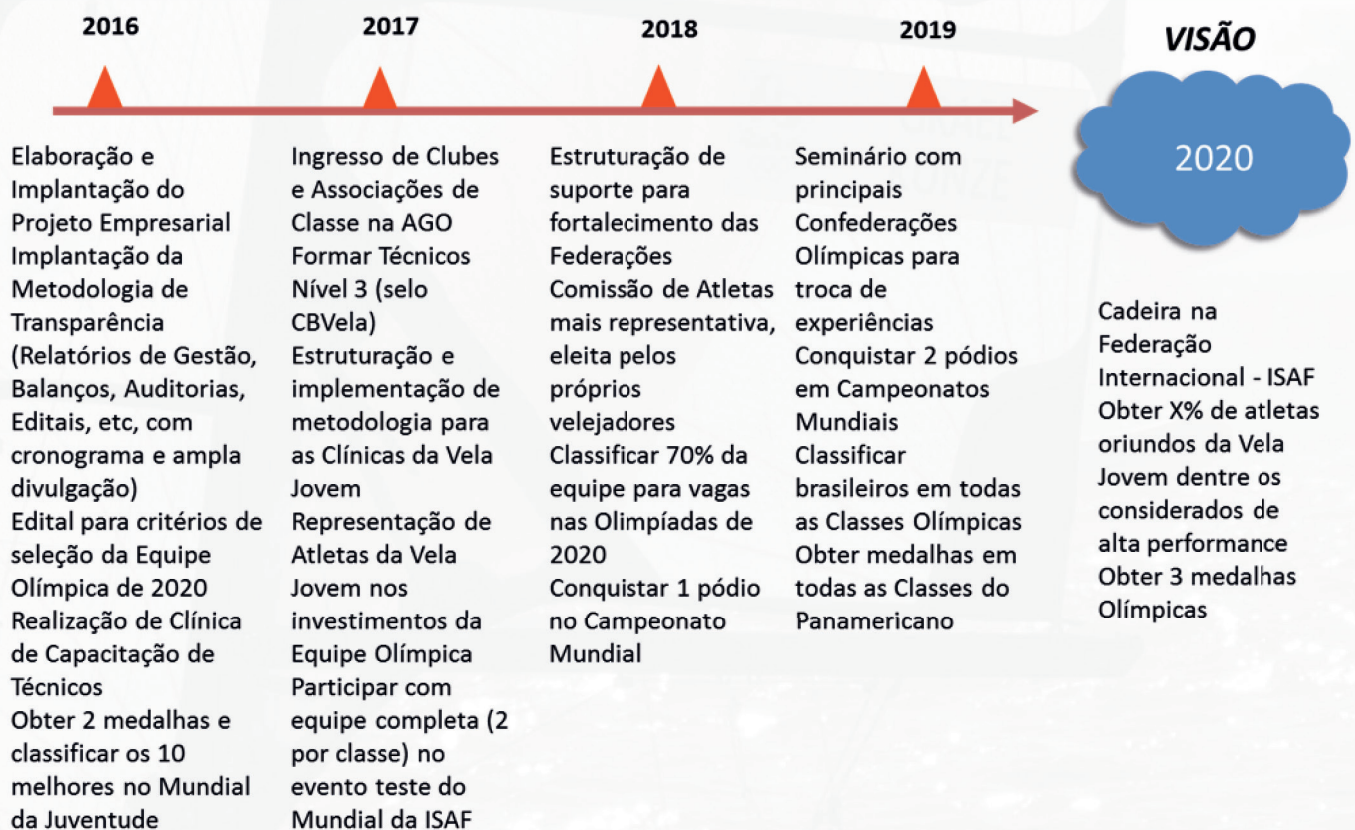 2016
2017
2018
2019
VISÃO
2020
Elaboração e
Implantação do
Projeto Empresarial
Implantação da
Metodologia de
Transparência
(Relatórios de Gestão,
Balanços, Auditorias,
Editais, etc, com
cronograma e ampla
divulgação)
Edital para critérios de
seleção da Equipe
Olímpica de 2020
Realização de Clínica
de Capacitação de
Técnicos
Obter 2 medalhas e
classificar os 10
melhores no Mundial
da Juventude
Ingresso de Clubes
e Associações de
Classe na AGO
Formar Técnicos
Nível 3 (selo
CBVela)
Estruturação e
implementação de
metodologia para
as Clínicas da Vela
Jovem
Representação de
Atletas da Vela
Jovem nos
investimentos da
Equipe Olímpica
Participar com
equipe completa (2
por classe) no
evento teste do
Mundial da ISAF
Estruturação de
suporte para
fortalecimento das
Federações
Comissão de Atletas
mais representativa,
eleita pelos
próprios
velejadores
Classificar 70% da
equipe para vagas
nas Olimpíadas de
2020
Conquistar 1 pódio
no Campeonato
Mundial
Seminário com
principais
Confederações
Olímpicas para
troca de
experiências
Conquistar 2 pódios
em Campeonatos
Mundiais
Classificar
brasileiros em todas
as Classes Olímpicas
Obter medalhas em
todas as Classes do
Panamericano
Cadeira na
Federação
Internacional - ISAF
Obter X% de atletas
oriundos da Vela
Jovem dentre os
considerados de
alta performance
Obter 3 medalhas
Olímpicas